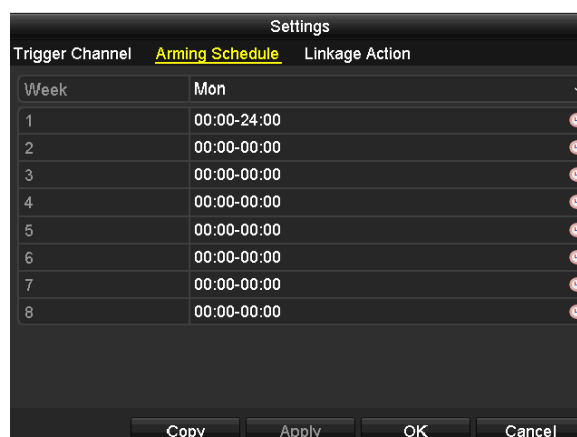 Settings
Trigger Channel Arming Schedule Linkage Action
Week Mon
1 00:00-24:00
2 00:00-00:00
3 00:00-00:00
4 00:00-00:00
5 00:00-00:00
6 00:00-00:00
7 00:00-00:00
8 00:00-00:00
Copy Apply OK Cancel